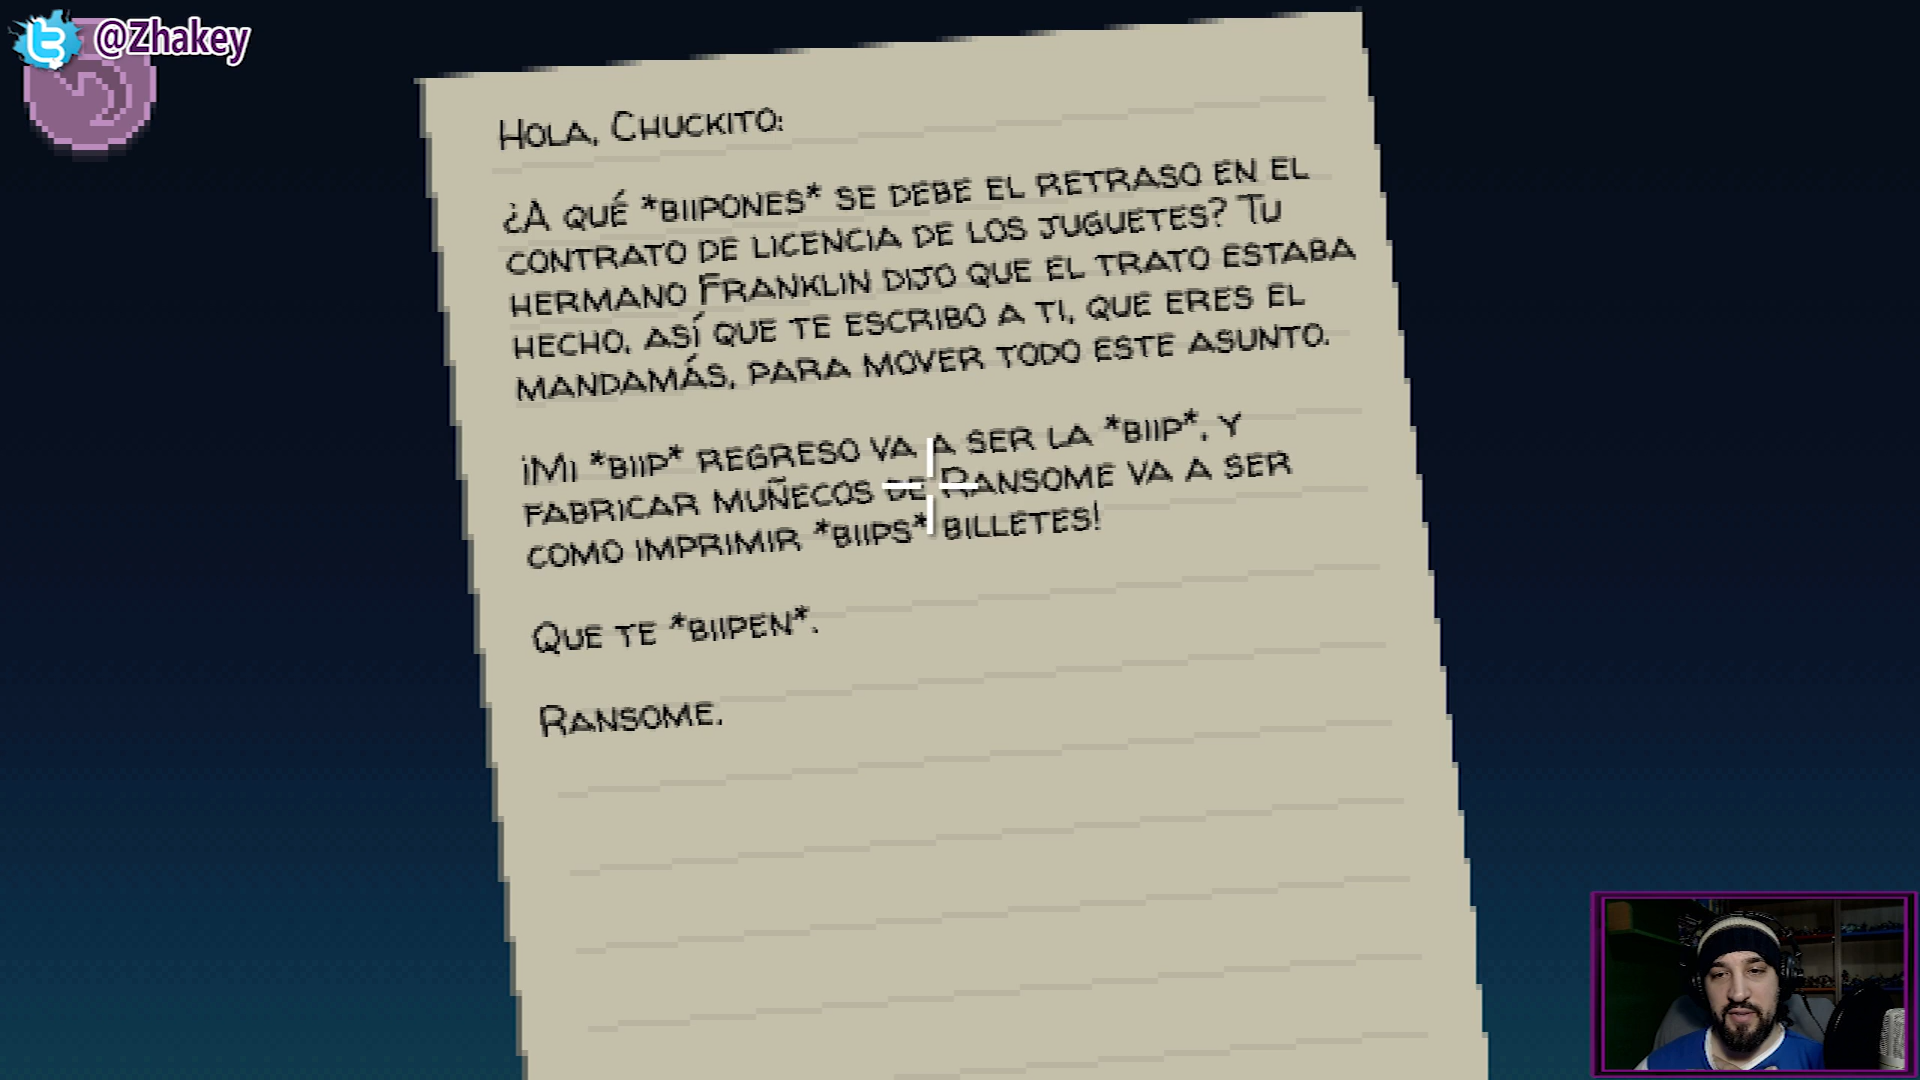 @Zhakey
Hola, Chuckito:
¿A qué *biipones* se debe el retraso en el
contrato de licencia de los juguetes? Tu
hermano Franklin dijo que el trato estaba
hecho, así que te escribo a ti, que eres el
mandamás, para mover todo este asunto.
¡Mi *biip* regreso va a ser la *biip*, y
fabricar muñecos de Ransome va a ser
como imprimir *biips* billetes!
Que te *biipen*.
Ransome.